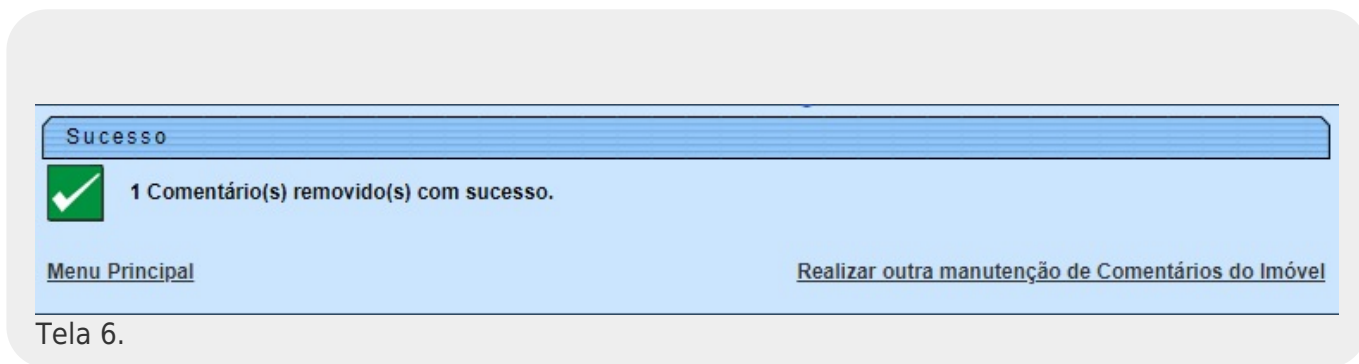 Sucesso
1 Comentário(s) removido(s) com sucesso.
Menu Principal
Realizar outra manutenção de Comentários do Imóvel
Tela 6.